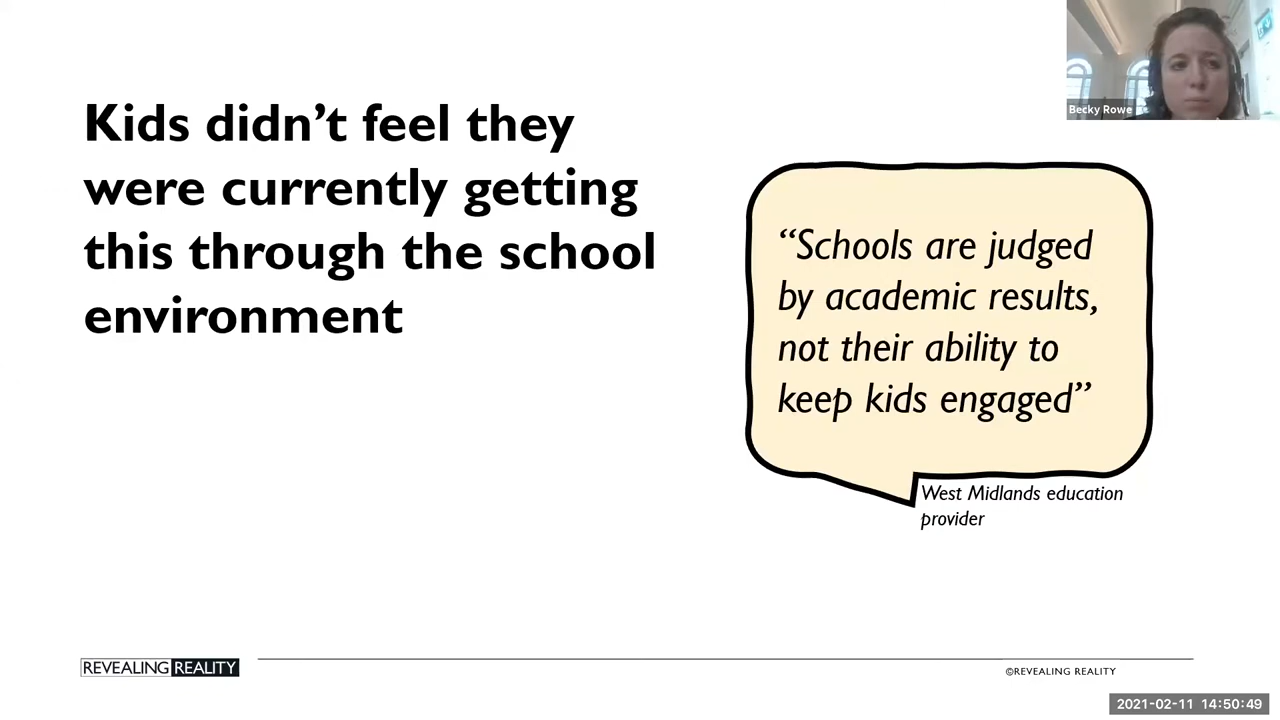 Becky Rowe
Kids didn’t feel they
were currently getting
this through the school
environment
“Schools are judged
by academic results,
not their ability to
keep kids engaged”
West Midlands education
provider
REVEALING REALITY
©REVEALING REALITY
2021-02-11 14:50:49